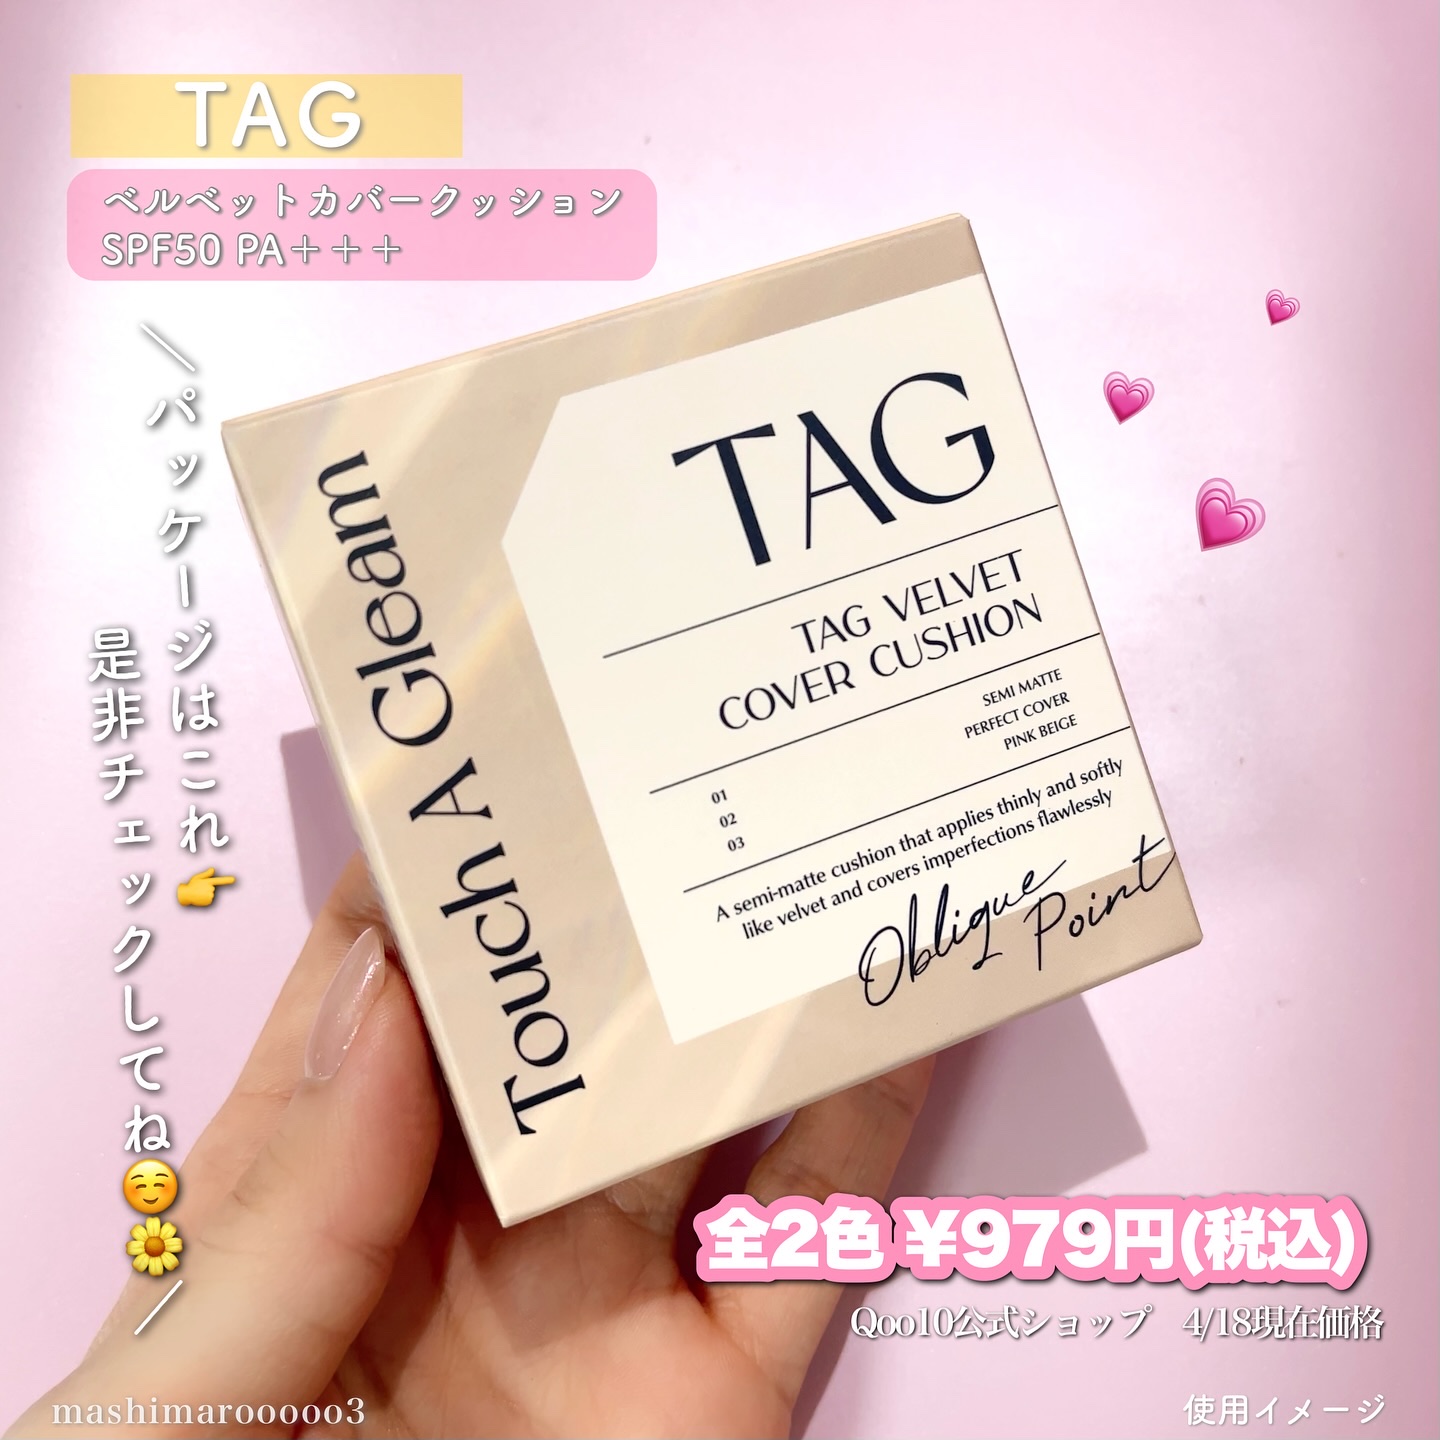 TAG
ベルベットカバークッション
SPF50 PA＋＋＋
＼パッケージはこれ👉
是非チェックしてね☺️🌼／
TAG
TAG VELVET
COVER CUSHION
SEMI MATTE
PERFECT COVER
PINK BEIGE
01
02
03
A semi-matte cushion that applies thinly and softly
like velvet and covers imperfections flawlessly
Oblique
Point
Touch A Gleam
全2色 ¥979円(税込)
Qoo10公式ショップ　4/18現在価格
mashimarooooo3
使用イメージ